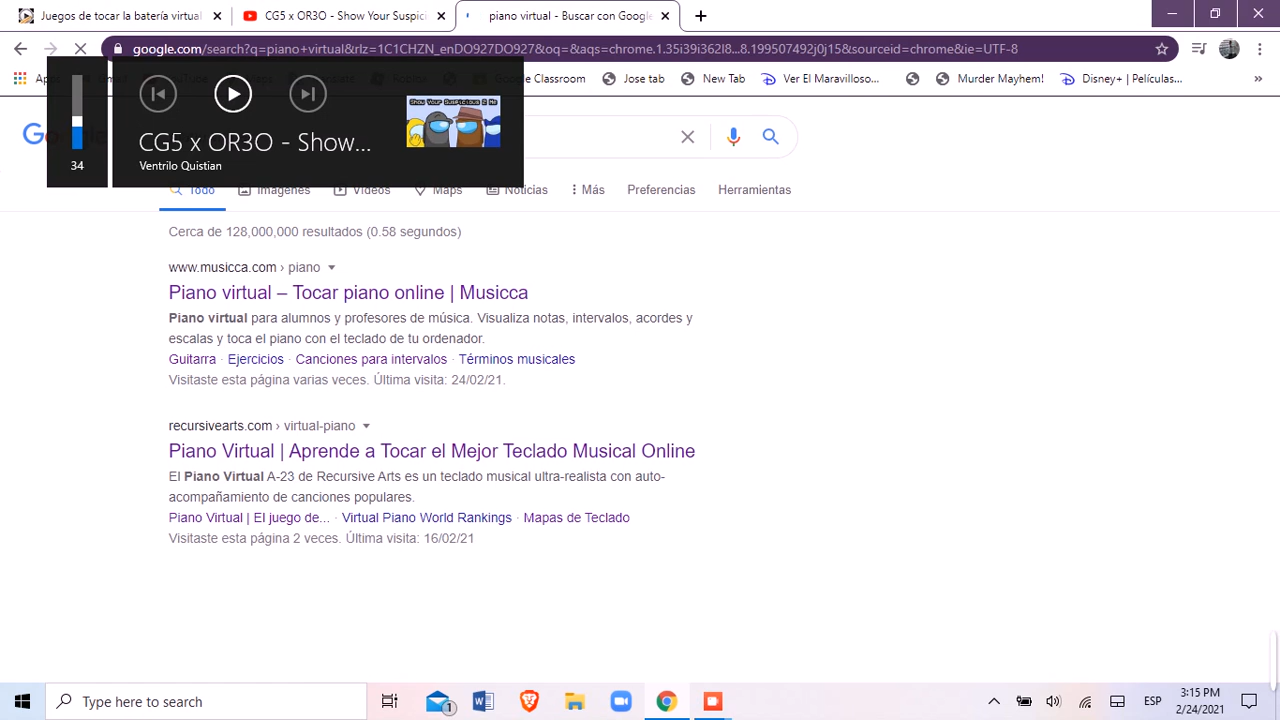 Juegos de tocar la batería virtual
CG5 x OR3O - Show Your Suspici
piano virtual - Buscar con Google
google.com/search?q=piano+virtual&rlz=1C1CHZN_enDO927DO927&oq=&aqs=chrome.1.35i39i362l8...8.199507492j0j15&sourceid=chrome&ie=UTF-8
Google Classroom
Jose tab
New Tab
Ver El Maravilloso...
Murder Mayhem!
Disney+ | Películas...
»
34
CG5 x OR3O - Show...
Ventrilo Quistian
Show Your Suspicious 2 Me
Todo
Imágenes
Vídeos
Maps
Noticias
Más
Preferencias
Herramientas
Cerca de 128,000,000 resultados (0.58 segundos)
www.musicca.com › piano
Piano virtual – Tocar piano online | Musicca
Piano virtual para alumnos y profesores de música. Visualiza notas, intervalos, acordes y
escalas y toca el piano con el teclado de tu ordenador.
Guitarra · Ejercicios · Canciones para intervalos · Términos musicales
Visitaste esta página varias veces. Última visita: 24/02/21.
recursivearts.com › virtual-piano
Piano Virtual | Aprende a Tocar el Mejor Teclado Musical Online
El Piano Virtual A-23 de Recursive Arts es un teclado musical ultra-realista con auto-
acompañamiento de canciones populares.
Piano Virtual | El juego de... · Virtual Piano World Rankings · Mapas de Teclado
Visitaste esta página 2 veces. Última visita: 16/02/21
Type here to search
1
ESP
3:15 PM
2/24/2021